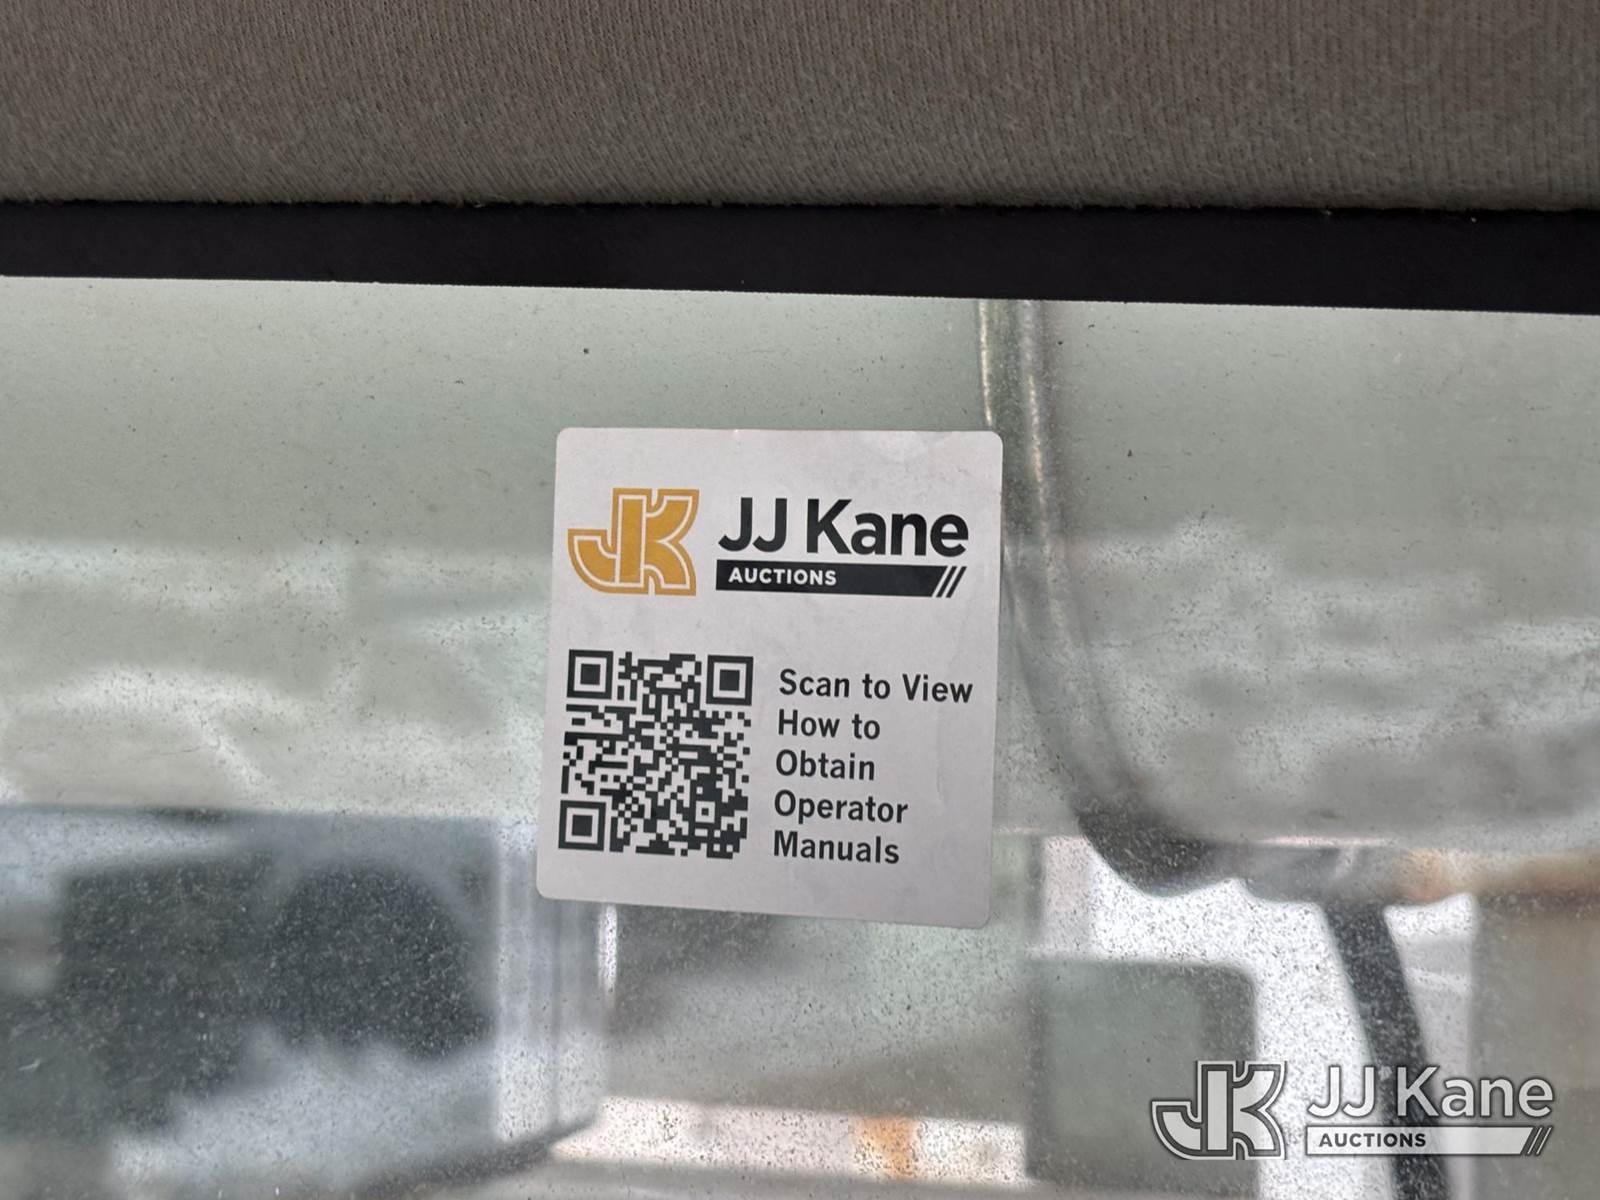 JK JJ Kane
AUCTIONS
Scan to View
How to
Obtain
Operator
Manuals
JK JJ Kane
AUCTIONS